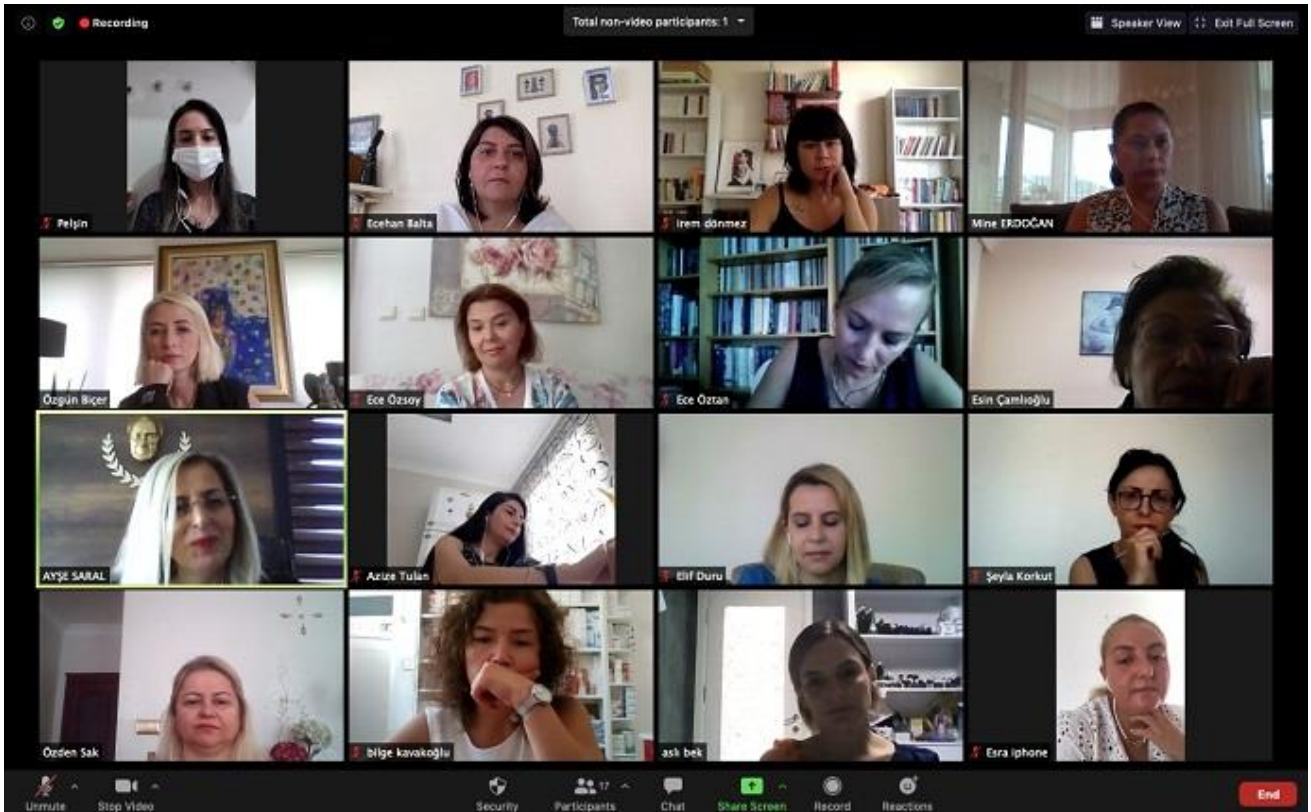 Recording
Total non-video participants: 1
Speaker View
Exit Full Screen
Pelşin
Ecehan Balta
irem dönmez
Mine ERDOĞAN
Özgün Biçer
Ece Özsoy
Ece Öztan
Esin Çamlıoğlu
AYŞE SARAL
Azize Tulan
Elif Duru
Şeyla Korkut
Özden Sak
bilge kavakoğlu
aslı bek
Esra iphone
Unmute
Stop Video
Security
Participants
17
Chat
Share Screen
Record
Reactions
End